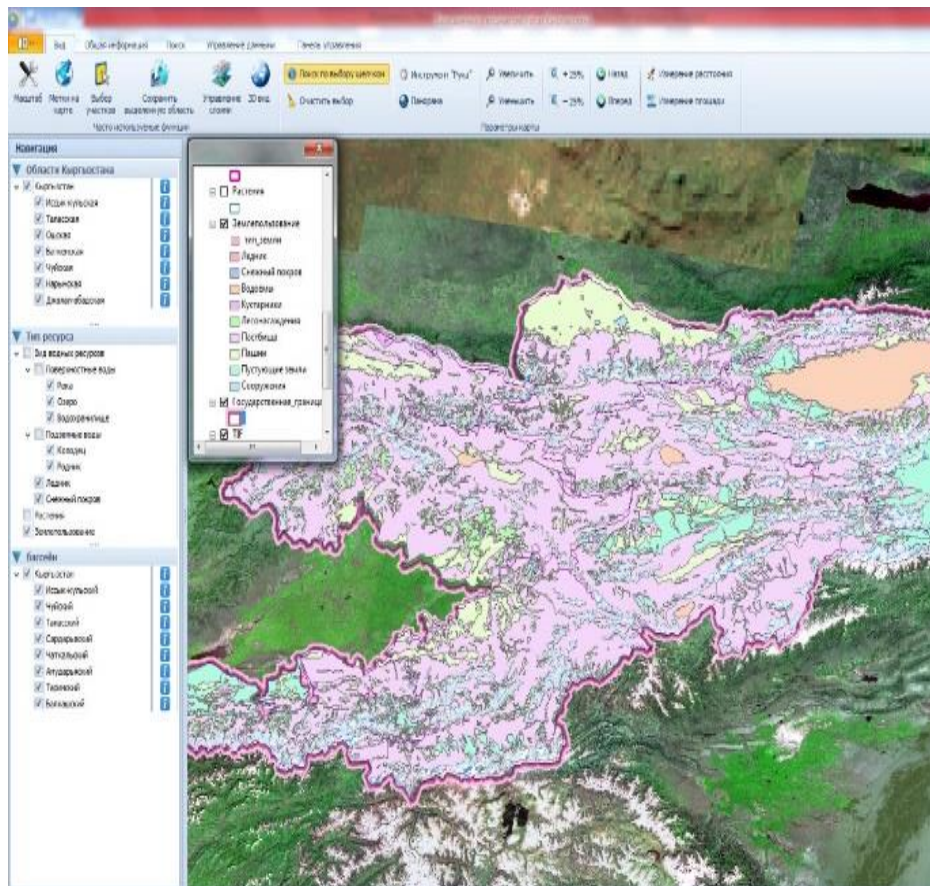 Вид Общая информация Поиск Управление данными Панель управления
Масштаб
Метки на карте
Выбор участков
Сохранить выделенную область
Управление слоями
3D вид
Поиск по выбору щелчком
Очистить выбор
Инструмент "Рука"
Панорама
Увеличить
Уменьшить
+ 25%
- 25%
Назад
Вперед
Измерение расстояния
Измерение площади
Часто используемые функции
Параметры карты
Навигация
Области Кыргызстана
Кыргызстан
Иссык-кульская
Таласская
Ошская
Баткенская
Чуйская
Нарынская
Джалал-абадская
Тип ресурса
Вид водных ресурсов
Поверхностные воды
Река
Озеро
Водохранилище
Подземные воды
Колодец
Родник
Ледник
Снежный покров
Растения
Землепользование
Бассейн
Кыргызстан
Иссык-кульский
Чуйский
Таласский
Сырдарьинский
Чаткальский
Амударьинский
Таримский
Балхашский
Растения
Землепользование
тип_земли
Ледник
Снежный покров
Водоемы
Кустарники
Лесонасаждения
Пастбища
Пашни
Пустующие земли
Сооружения
Государственная_граница
TIF